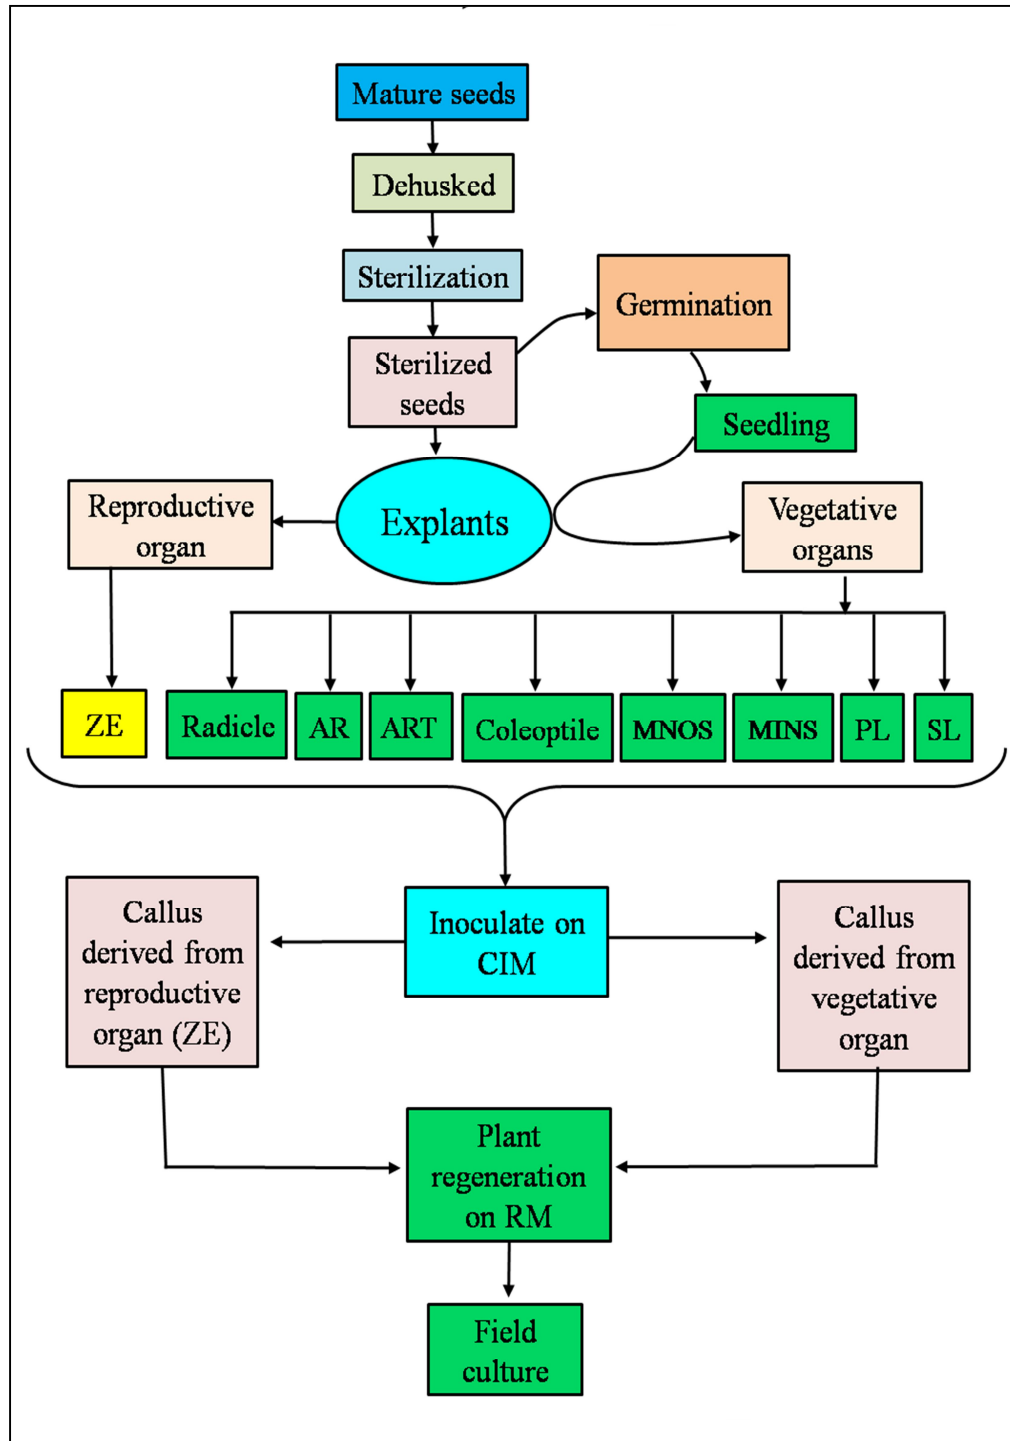 Mature seeds
Dehusked
Sterilization
Germination
Sterilized
seeds
Seedling
Reproductive
organ
Explants
Vegetative
organs
ZE
Radicle
AR
ART
Coleoptile
MNOS
MINS
PL
SL
Callus
derived from
reproductive
organ (ZE)
Inoculate on
CIM
Callus
derived from
vegetative
organ
Plant
regeneration
on RM
Field
culture